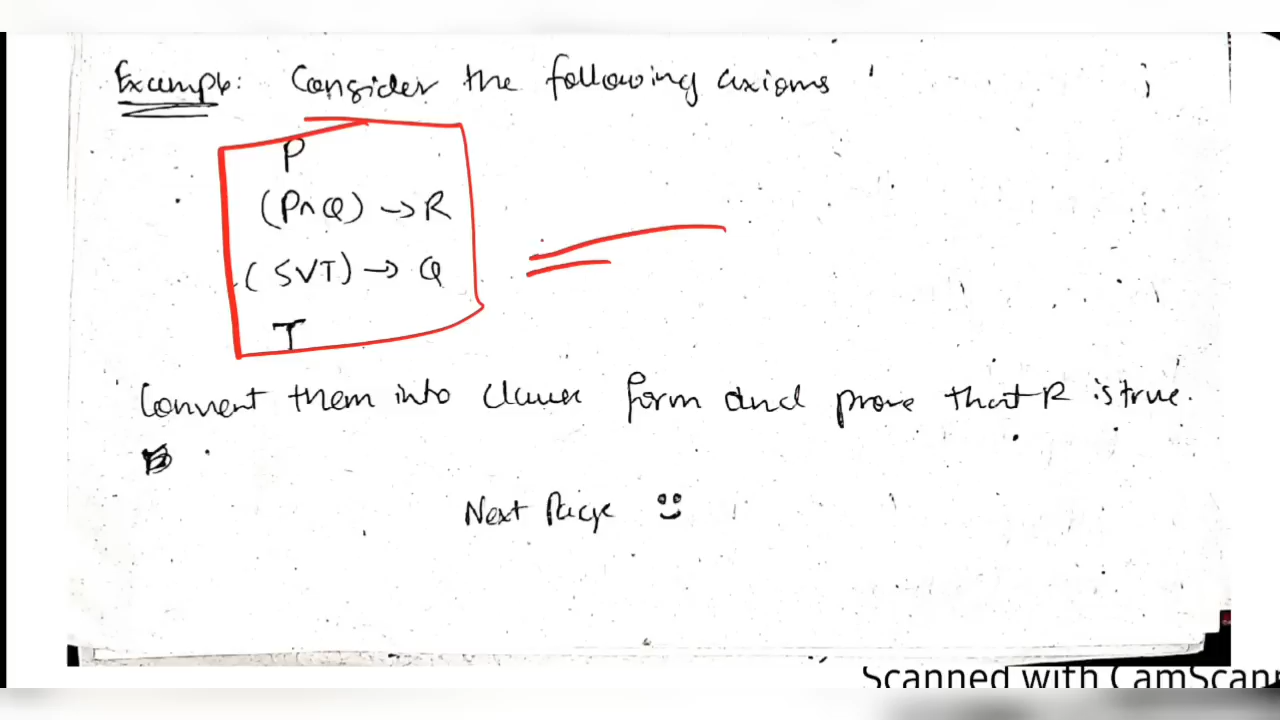 Example: Consider the following axioms
P
(P∧Q) → R
(S∨T) → Q
T
Convert them into clause form and prove that R is true.
Next Page
Scanned with CamScan